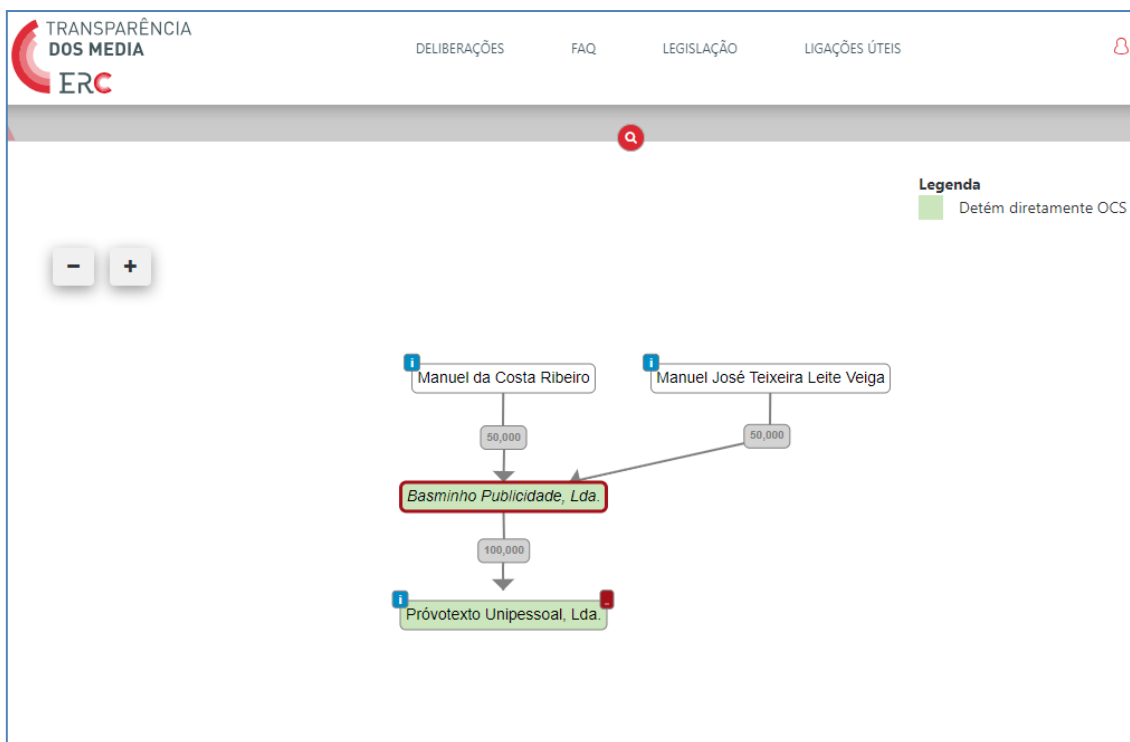 TRANSPARÊNCIA
DOS MEDIA
ERC
DELIBERAÇÕES FAQ LEGISLAÇÃO LIGAÇÕES ÚTEIS
Legenda
Detém diretamente OCS
− +
i i
Manuel da Costa Ribeiro Manuel José Teixeira Leite Veiga
50,000 50,000
Basminho Publicidade, Lda.
100,000
i -
Próvotexto Unipessoal, Lda.